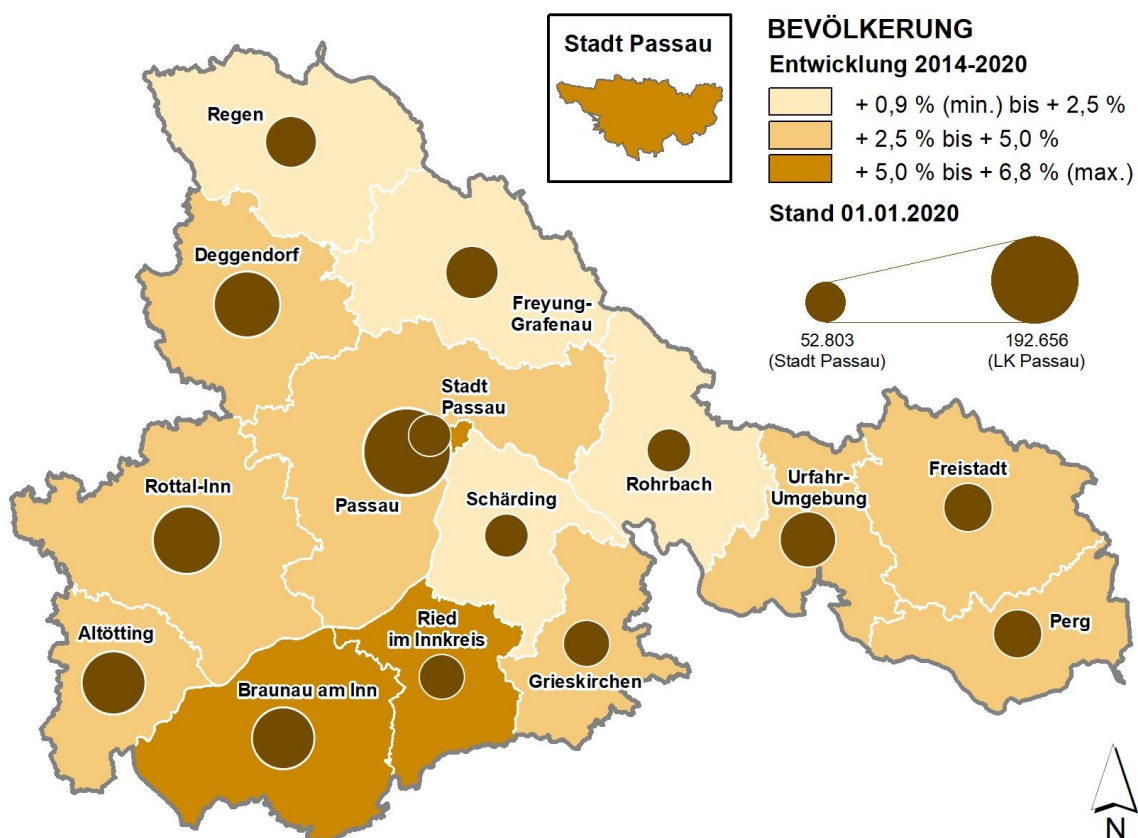 Stadt Passau
BEVÖLKERUNG
Entwicklung 2014-2020
+ 0,9 % (min.) bis + 2,5 %
+ 2,5 % bis + 5,0 %
+ 5,0 % bis + 6,8 % (max.)
Stand 01.01.2020
52.803
(Stadt Passau)
192.656
(LK Passau)
Regen
Deggendorf
Freyung-
Grafenau
Stadt
Passau
Rottal-Inn
Passau
Schärding
Rohrbach
Urfahr-
Umgebung
Freistadt
Altötting
Ried
im Innkreis
Perg
Braunau am Inn
Grieskirchen
N